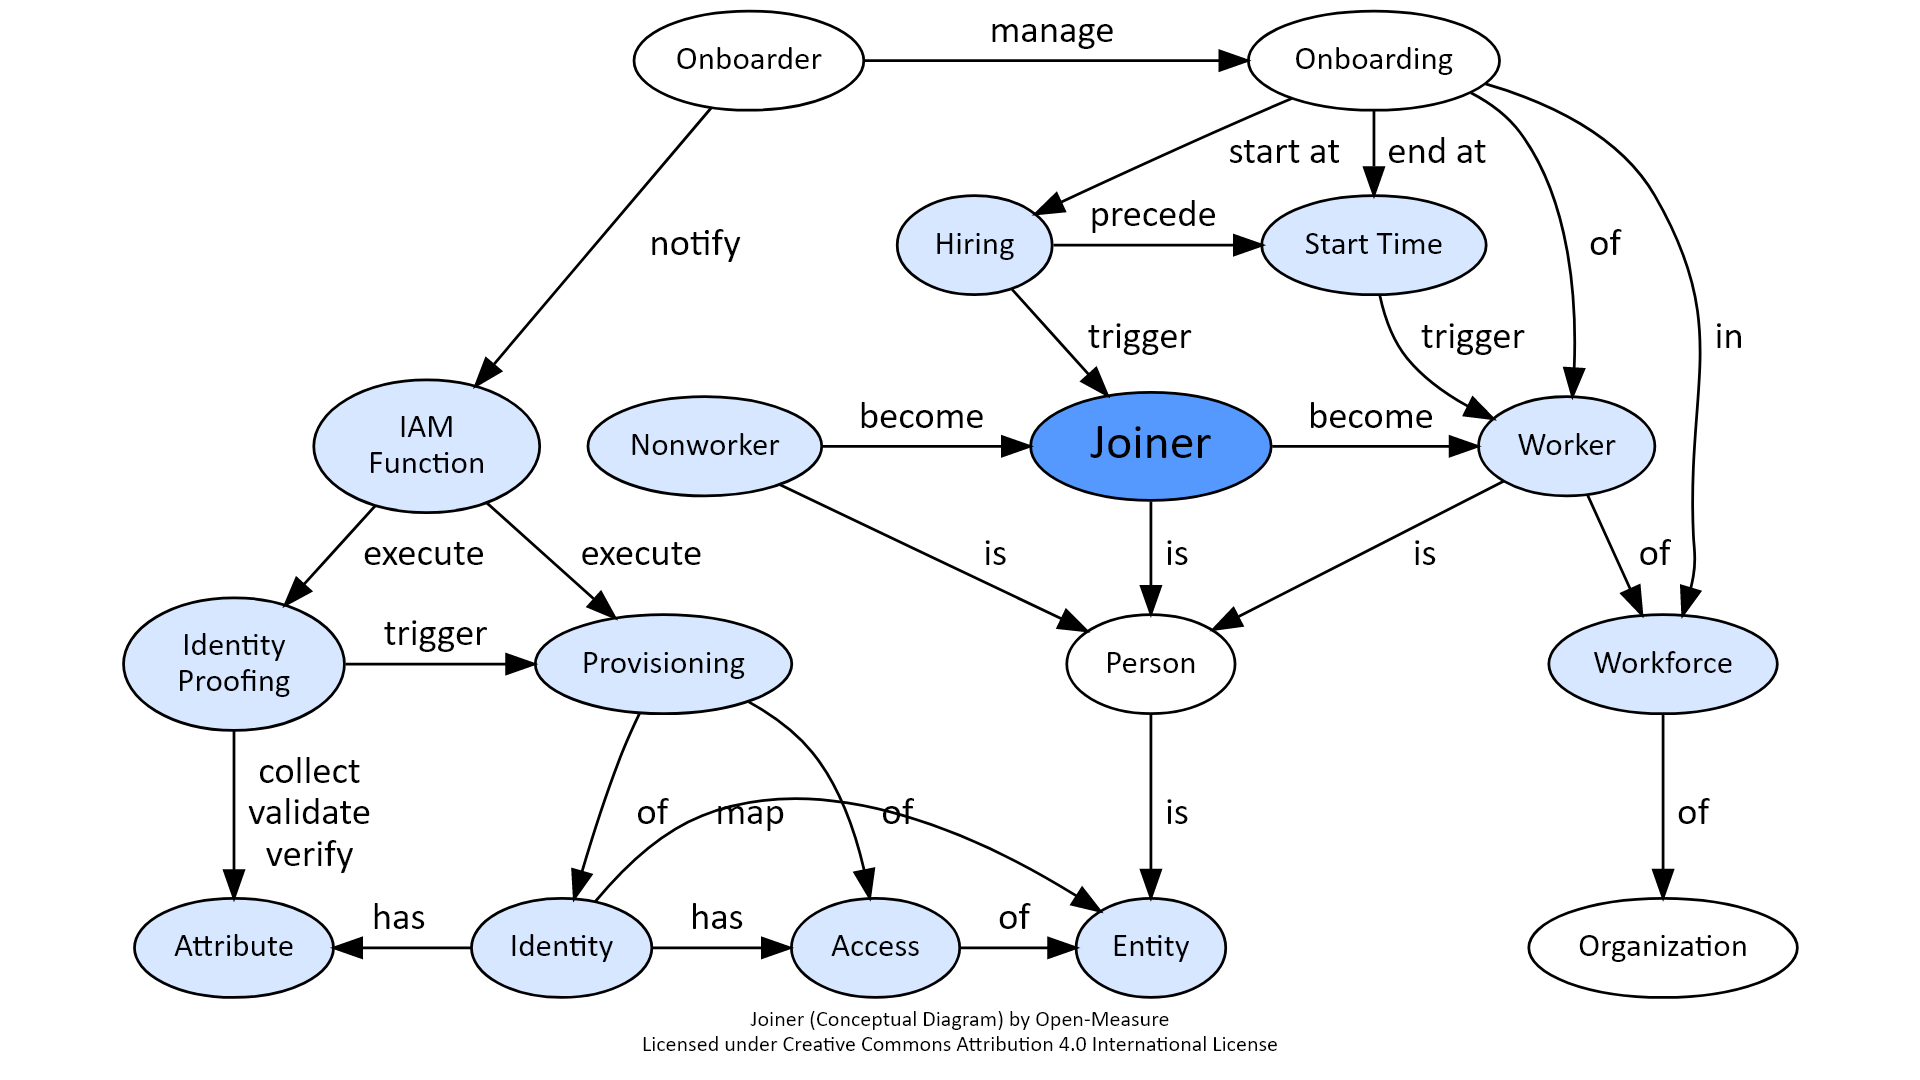 manage
Onboarder
Onboarding
start at
end at
precede
Hiring
Start Time
notify
of
trigger
trigger
in
IAM
Function
Nonworker
become
Joiner
become
Worker
execute
execute
is
is
is
of
Identity
Proofing
trigger
Provisioning
Person
Workforce
collect
validate
verify
of
map
of
is
of
Attribute
has
Identity
has
Access
of
Entity
Organization
Joiner (Conceptual Diagram) by Open-Measure
Licensed under Creative Commons Attribution 4.0 International License